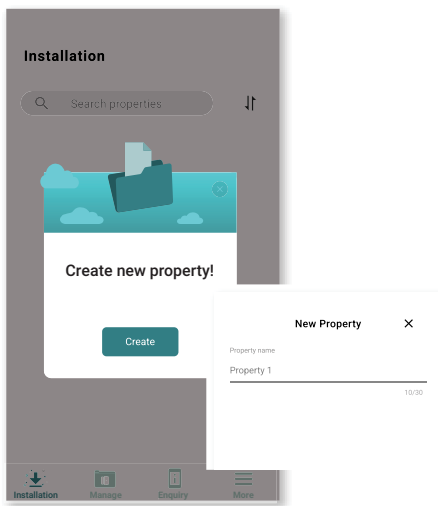 Installation
Search properties
Create new property!
Create
New Property
Property name
Property 1
10/30
Installation
Manage
Enquiry
More